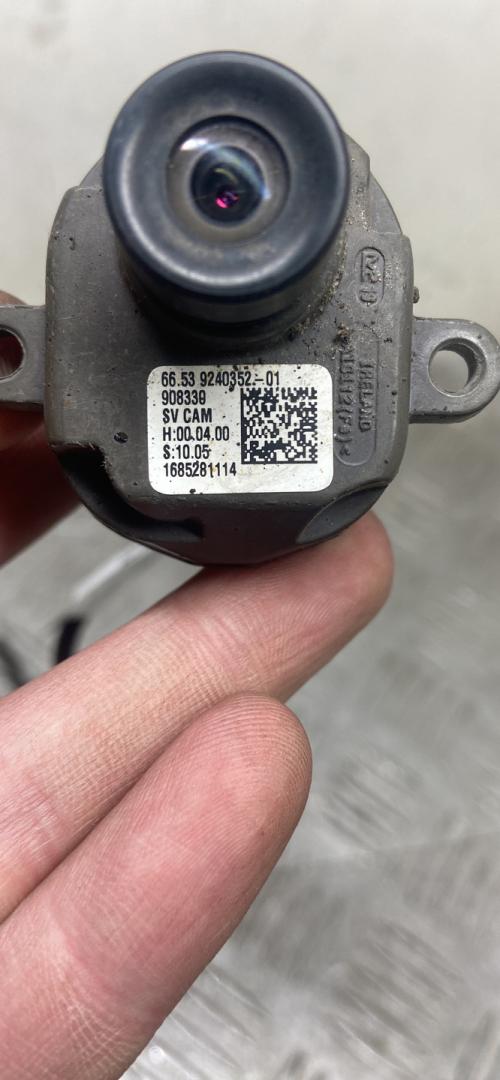 66.53 9240352.-01
908339
SV CAM
H:00.04.00
S:10.05
1685281114
IRELAND